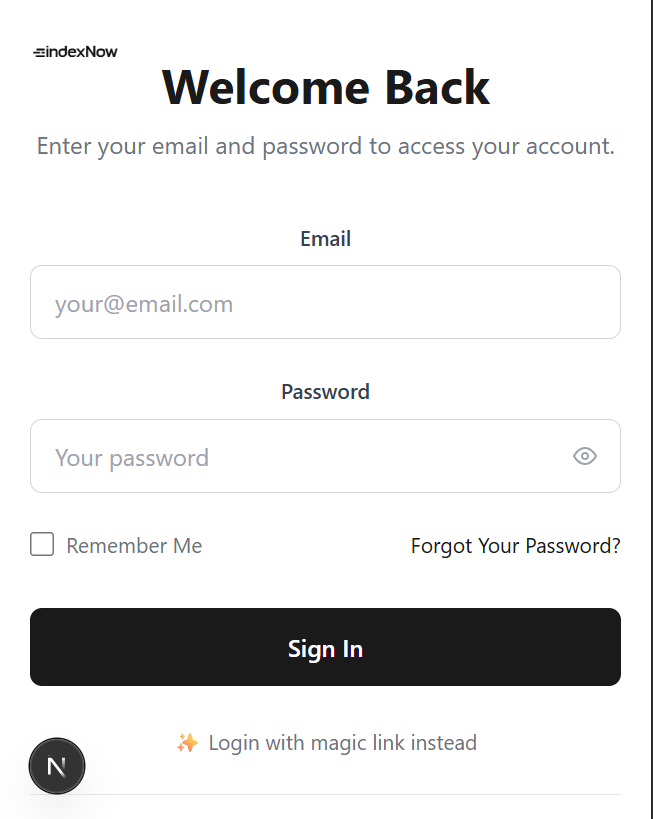 indexNow
Welcome Back
Enter your email and password to access your account.
Email
your@email.com
Password
Your password
Remember Me
Forgot Your Password?
Sign In
✨ Login with magic link instead
N